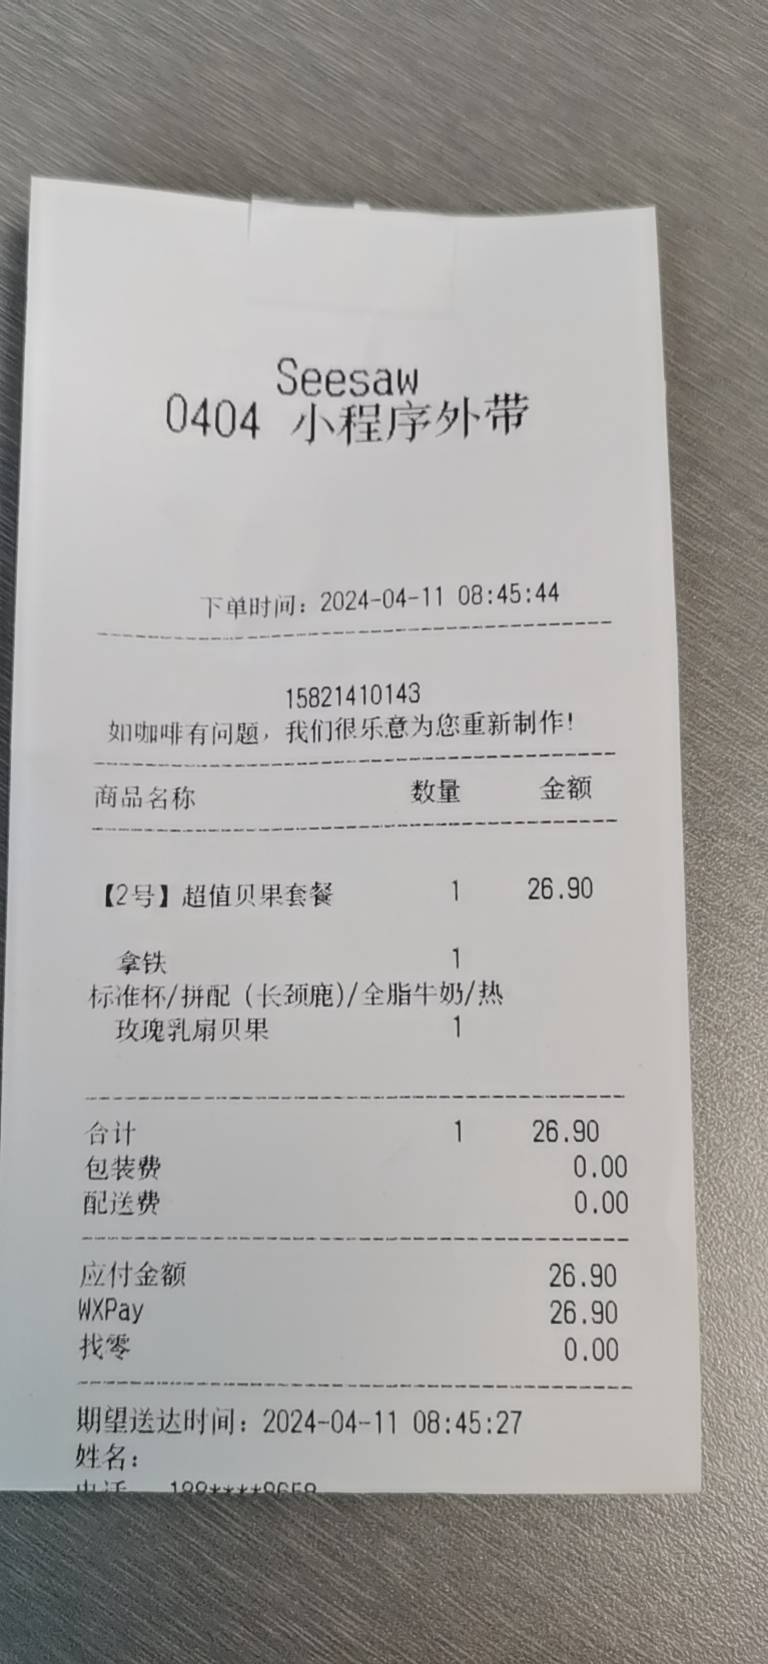 Seesaw
0404 小程序外带
下单时间：2024-04-11 08:45:44
15821410143
如咖啡有问题，我们很乐意为您重新制作！
商品名称 数量 金额
【2号】超值贝果套餐 1 26.90
拿铁 1
标准杯/拼配（长颈鹿)/全脂牛奶/热
玫瑰乳扇贝果 1
合计 1 26.90
包装费 0.00
配送费 0.00
应付金额 26.90
WXPay 26.90
找零 0.00
期望送达时间：2024-04-11 08:45:27
姓名：